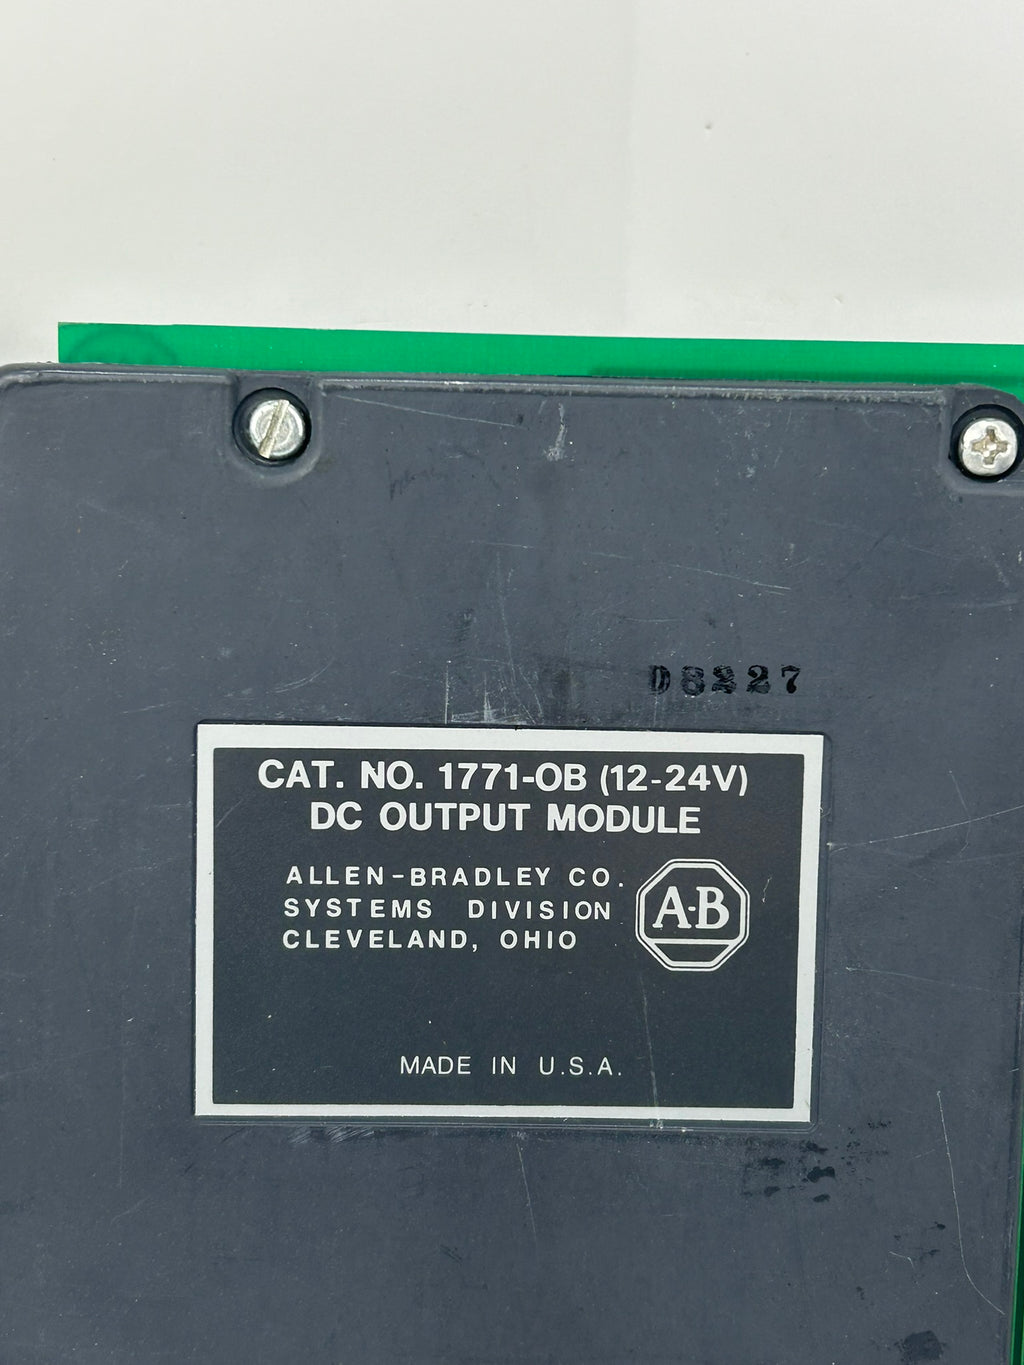 D8227
CAT. NO. 1771-OB (12-24V)
DC OUTPUT MODULE
ALLEN-BRADLEY CO.
SYSTEMS DIVISION
CLEVELAND, OHIO
A-B
MADE IN U.S.A.